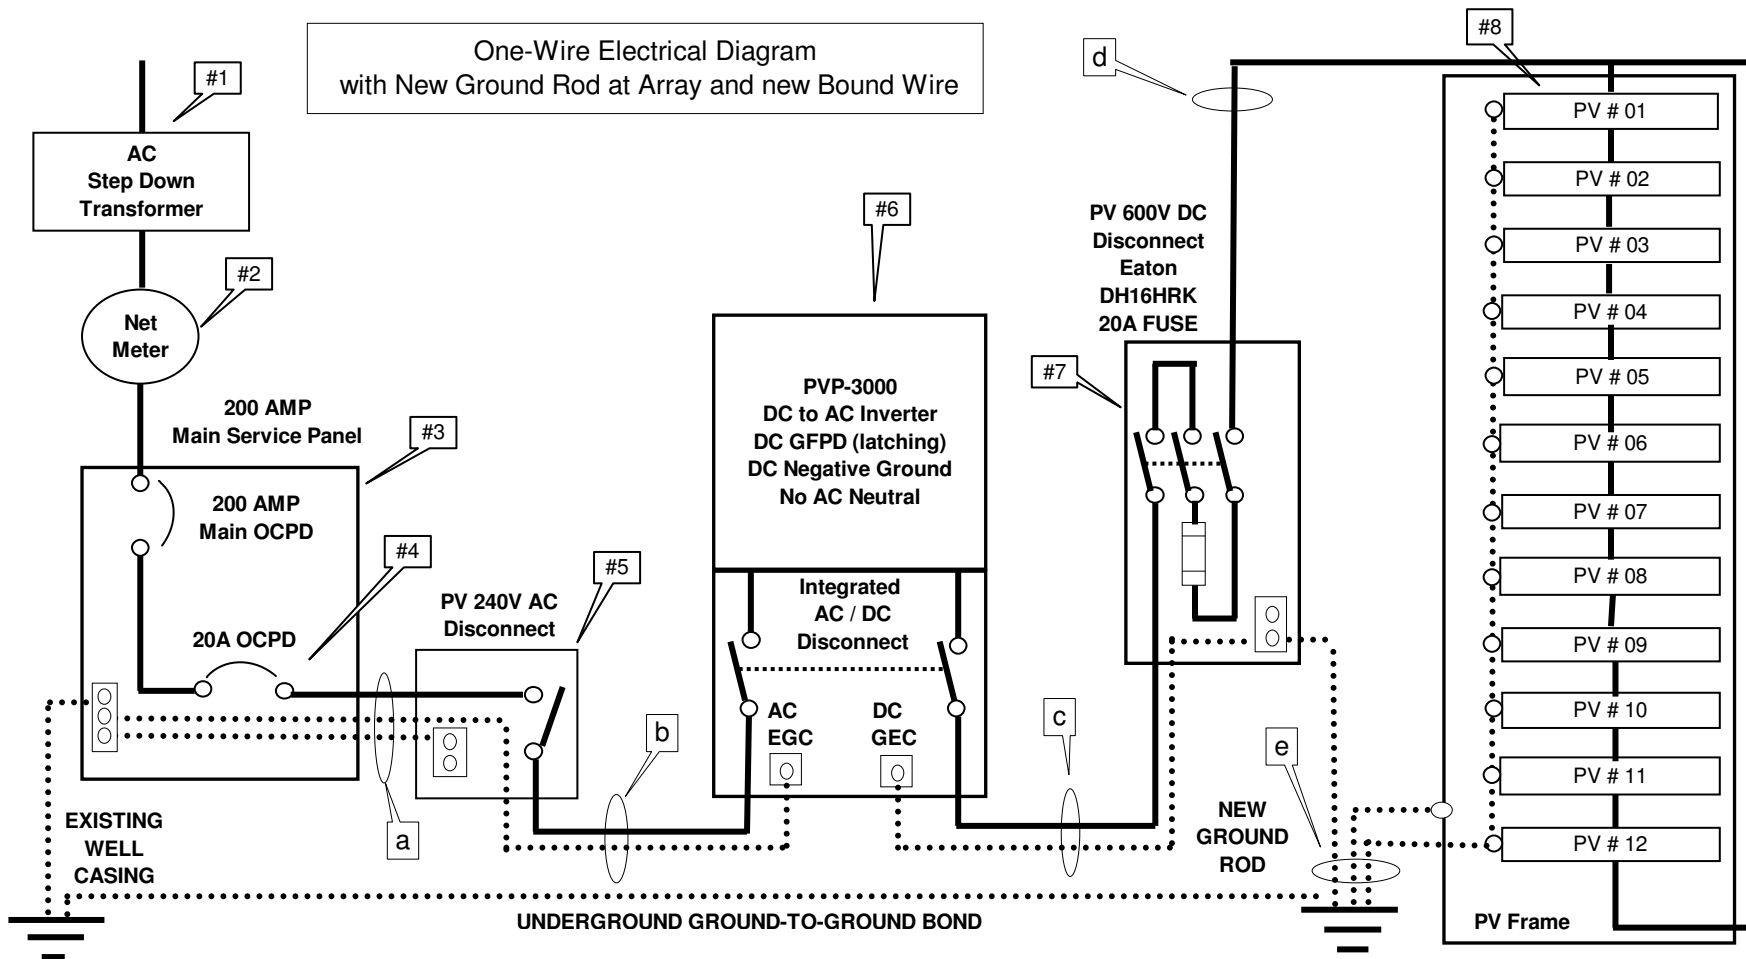 One-Wire Electrical Diagram
with New Ground Rod at Array and new Bound Wire
#1
AC
Step Down
Transformer
#2
Net
Meter
200 AMP
Main Service Panel
#3
200 AMP
Main OCPD
#4
20A OCPD
#5
PV 240V AC
Disconnect
a
EXISTING
WELL
CASING
b
#6
PVP-3000
DC to AC Inverter
DC GFPD (latching)
DC Negative Ground
No AC Neutral
Integrated
AC / DC
Disconnect
AC
EGC
DC
GEC
c
d
PV 600V DC
Disconnect
Eaton
DH16HRK
20A FUSE
#7
e
NEW
GROUND
ROD
UNDERGROUND GROUND-TO-GROUND BOND
#8
PV # 01
PV # 02
PV # 03
PV # 04
PV # 05
PV # 06
PV # 07
PV # 08
PV # 09
PV # 10
PV # 11
PV # 12
PV Frame